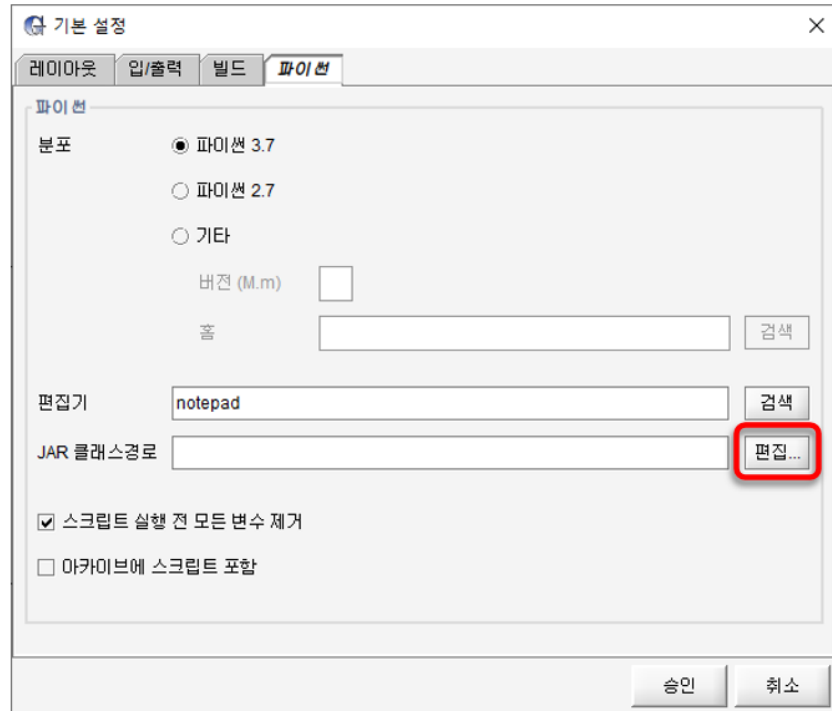 기본 설정
레이아웃 입/출력 빌드 파이썬
파이썬
분포 파이썬 3.7
파이썬 2.7
기타
버전 (M.m)
홈 검색
편집기 notepad 검색
JAR 클래스경로 편집...
스크립트 실행 전 모든 변수 제거
아카이브에 스크립트 포함
승인 취소